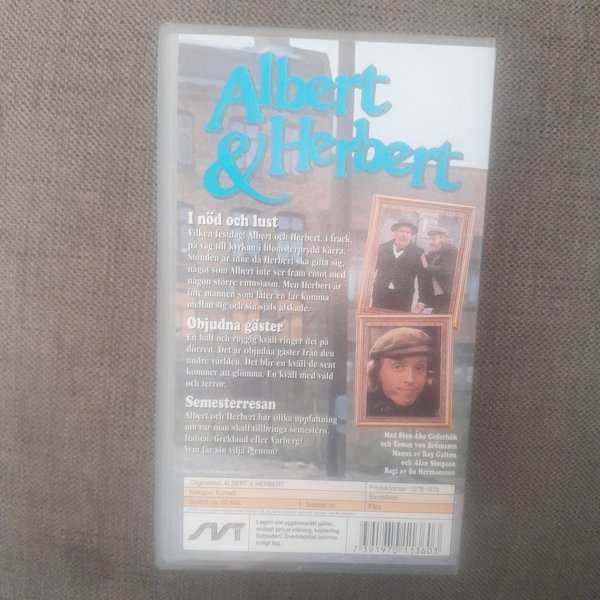 Albert
& Herbert
I nöd och lust
Vilken festdag! Albert och Herbert, i frack,
på väg till kyrkan i blomsterprydd kärra.
Stunden är inne då Herbert ska gifta sig,
något som Albert inte ser fram emot med
någon större entusiasm. Men Herbert är
inte mannen som låter en far komma
mellan sig och sin själs älskade.
Objudna gäster
En kall och ruggig kväll ringer det på
dörren. Det är objudna gäster från den
undre världen. Det blir en kväll de sent
kommer att glömma. En kväll med våld
och terror.
Semesterresan
Albert och Herbert har olika uppfattning
om var man skall tillbringa semestern.
Italien, Grekland eller Varberg?
Vem får sin vilja igenom?
Med Sten-Åke Cederhök
och Tomas von Brömssen
Manus av Ray Galton
och Alan Simpson
Regi av Bo Hermansson
Originaltitel: ALBERT & HERBERT
Produktionsår: 1978-1979
Kategori: Komedi
Barntillåten
Speltid: ca. 82 min
Svenskt tal
Färg
SVT
Lagen om upphovsrätt gäller,
endast privat visning, kopiering
förbjuden! Överträdelse beivras
enligt lag.
7 391970 113603